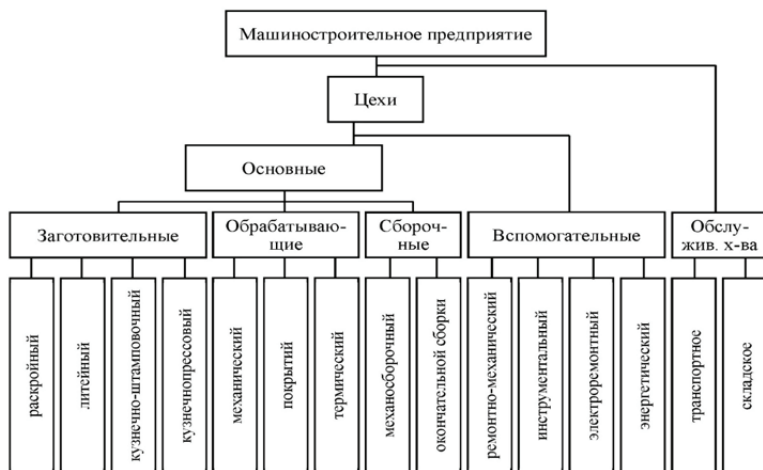 Машиностроительное предприятие
Цехи
Основные
Заготовительные
Обрабатываю-
щие
Сбороч-
ные
Вспомогательные
Обслу-
жив. х-ва
раскройный
литейный
кузнечно-штамповочный
кузнечнопрессовый
механический
покрытий
термический
механосборочный
окончательной сборки
ремонтно-механический
инструментальный
электроремонтный
энергетический
транспортное
складское